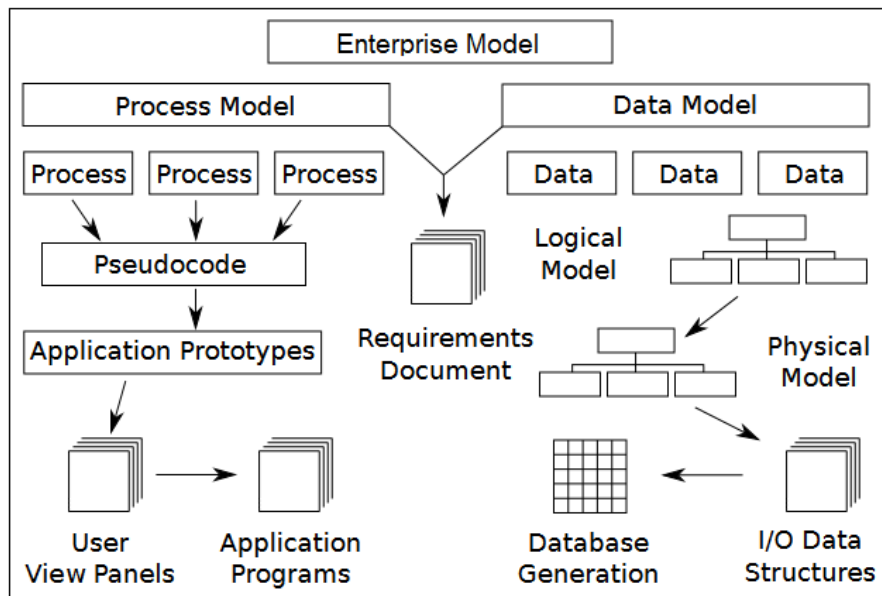 Enterprise Model
Process Model
Data Model
Process
Process
Process
Data
Data
Data
Pseudocode
Logical
Model
Application Prototypes
Requirements
Document
Physical
Model
User
View Panels
Application
Programs
Database
Generation
I/O Data
Structures